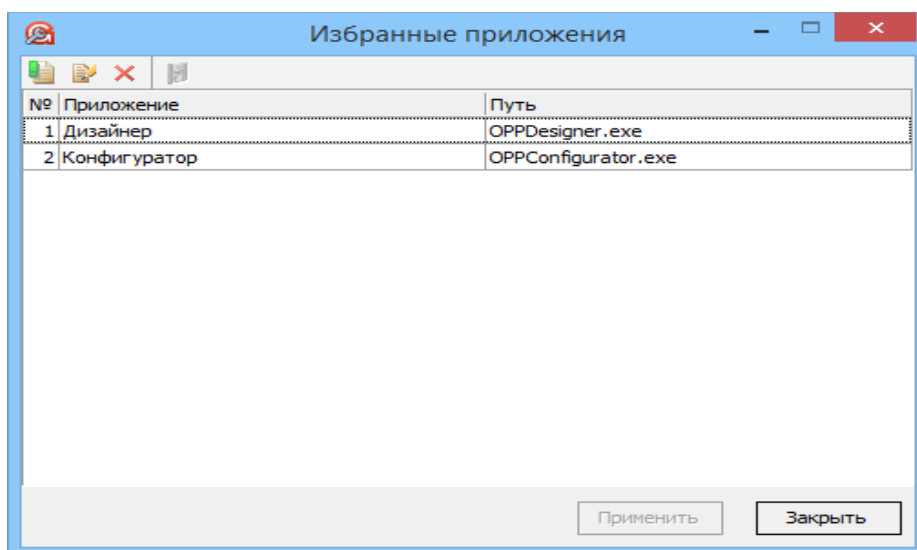 Избранные приложения
№ Приложение Путь
1 Дизайнер OPPDesigner.exe
2 Конфигуратор OPPConfigurator.exe
Применить Закрыть